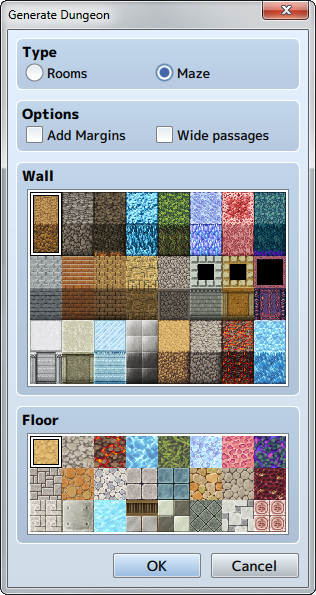 Generate Dungeon
Type
Rooms
Maze
Options
Add Margins
Wide passages
Wall
Floor
OK
Cancel